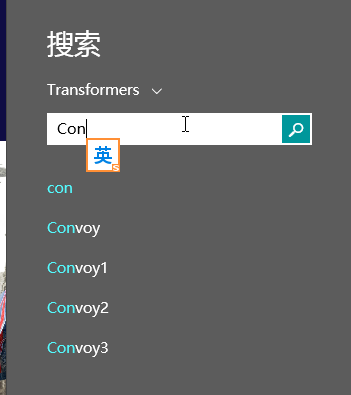 搜索
Transformers
Con
英
con
Convoy
Convoy1
Convoy2
Convoy3